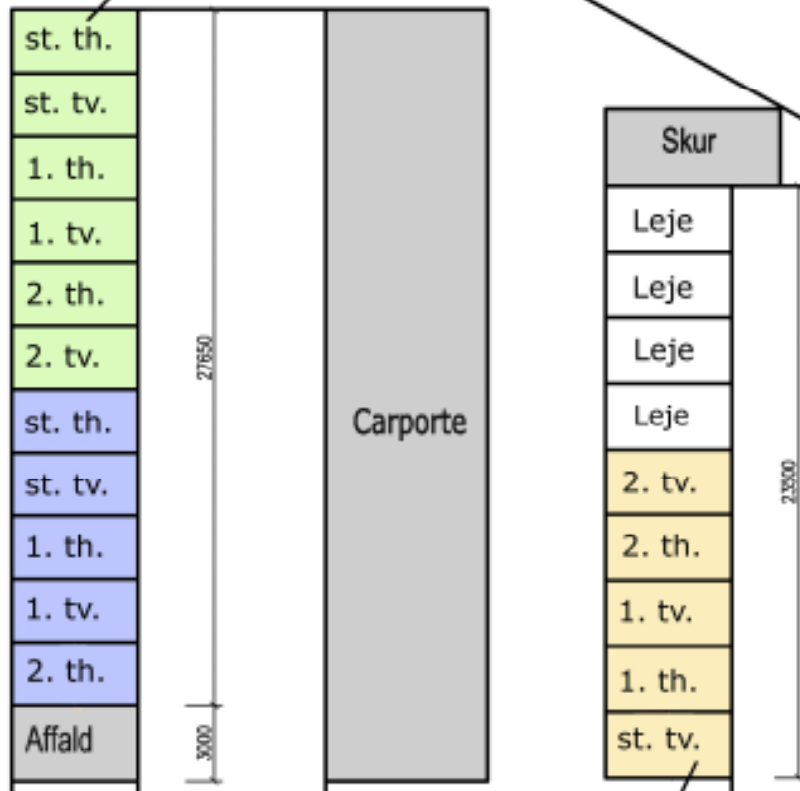 st. th.
st. tv.
1. th.
1. tv.
2. th.
2. tv.
st. th.
st. tv.
1. th.
1. tv.
2. th.
Affald
27650
3000
Carporte
Skur
Leje
Leje
Leje
Leje
2. tv.
2. th.
1. tv.
1. th.
st. tv.
23500